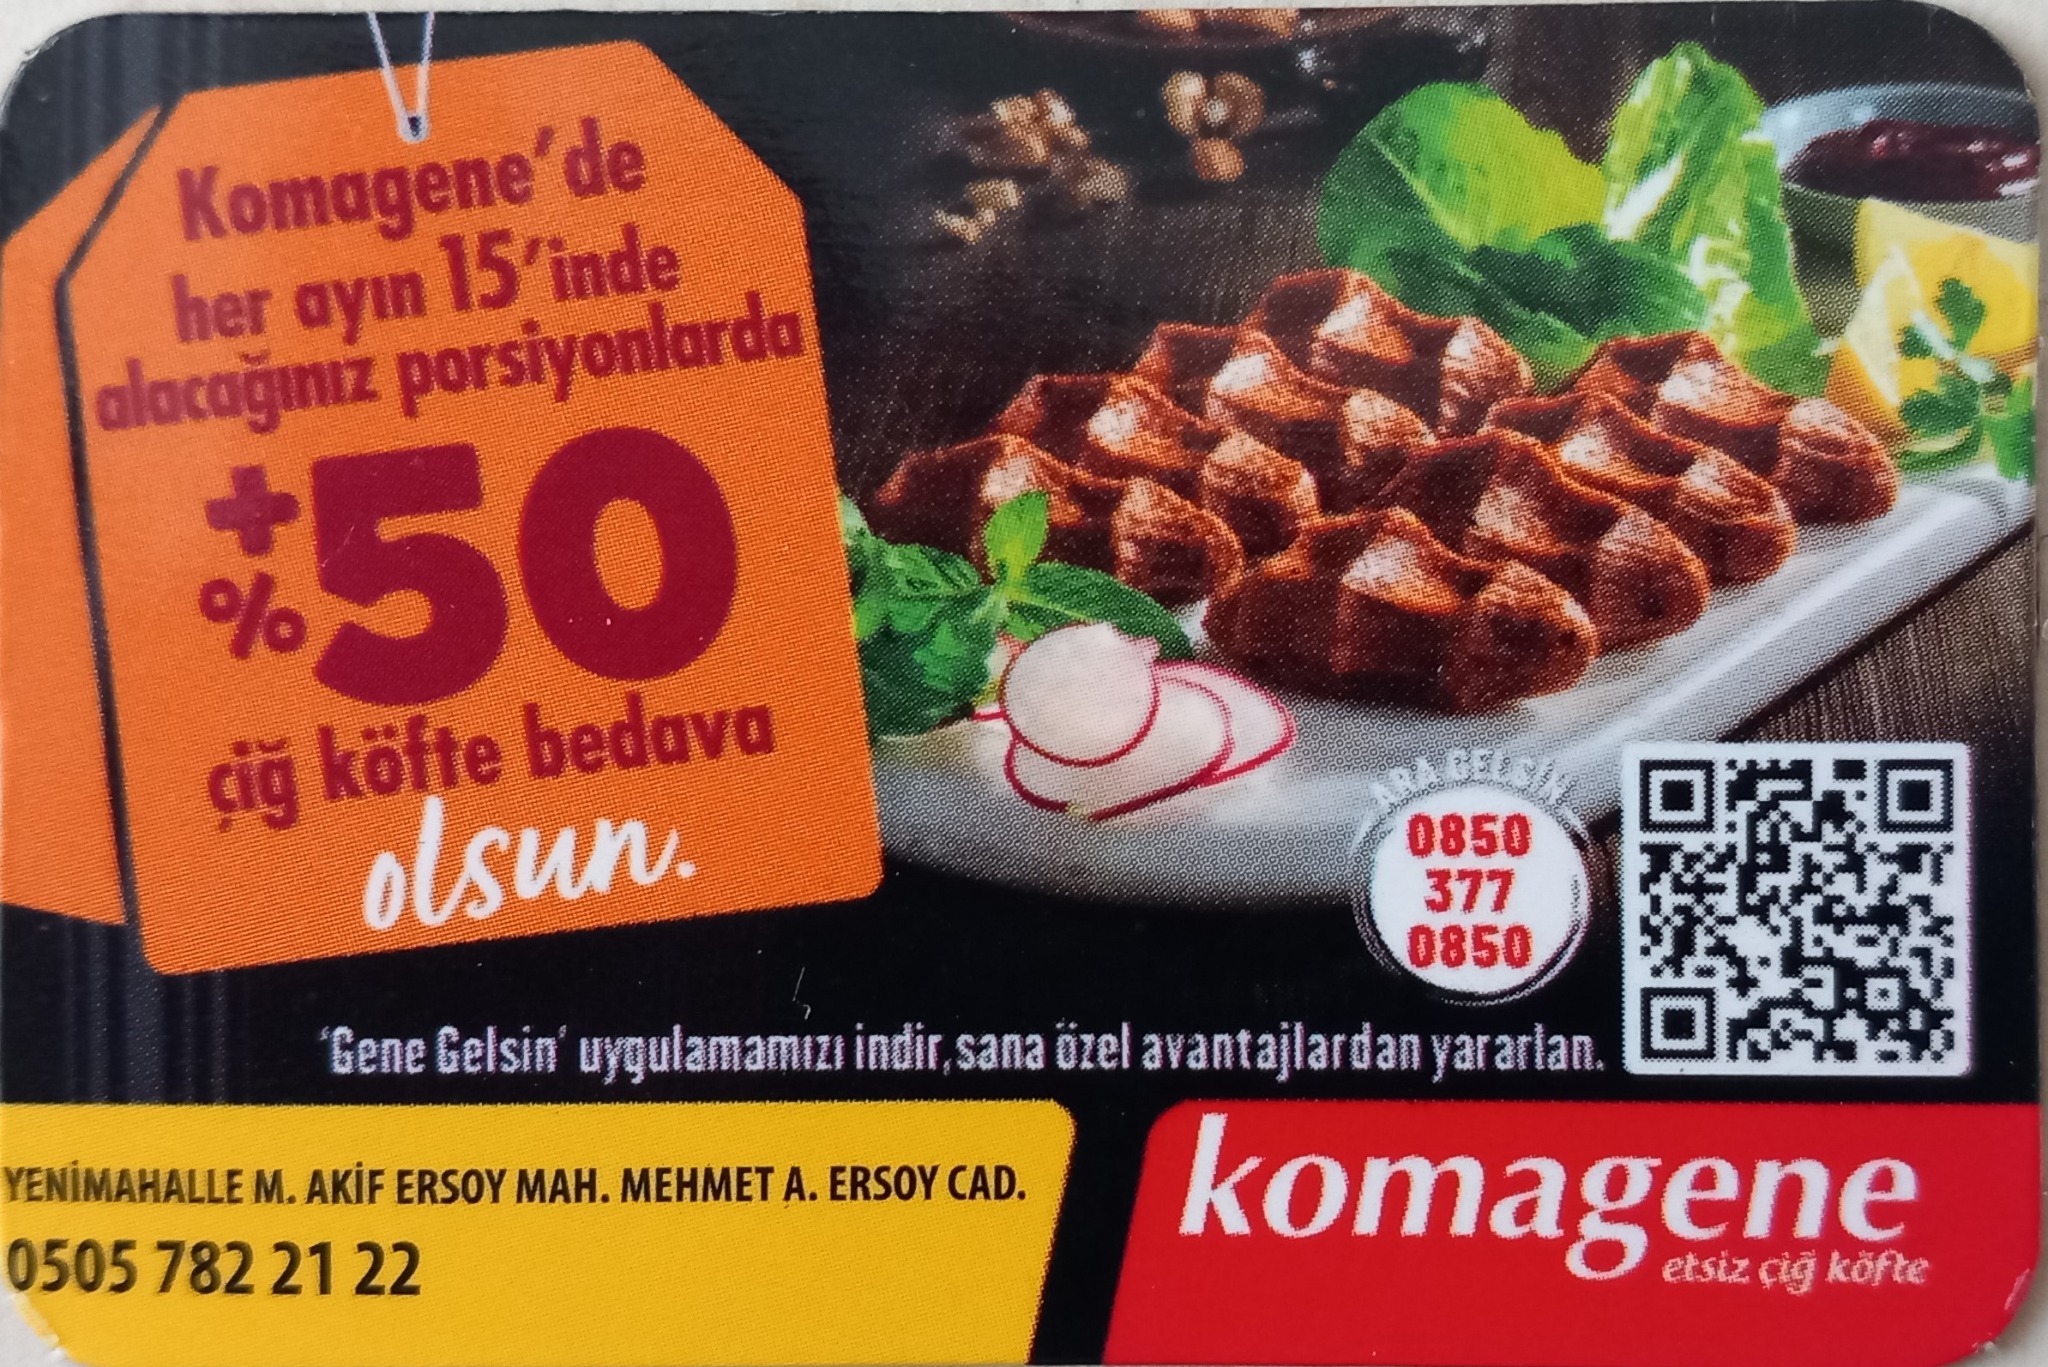 Komagene'de
her ayın 15'inde
alacağınız porsiyonlarda
+
%50
çiğ köfte bedava
olsun.
ARA GELSİN
0850
377
0850
'Gene Gelsin' uygulamamızı indir, sana özel avantajlardan yararlan.
YENİMAHALLE M. AKİF ERSOY MAH. MEHMET A. ERSOY CAD.
0505 782 21 22
komagene
etsiz çiğ köfte